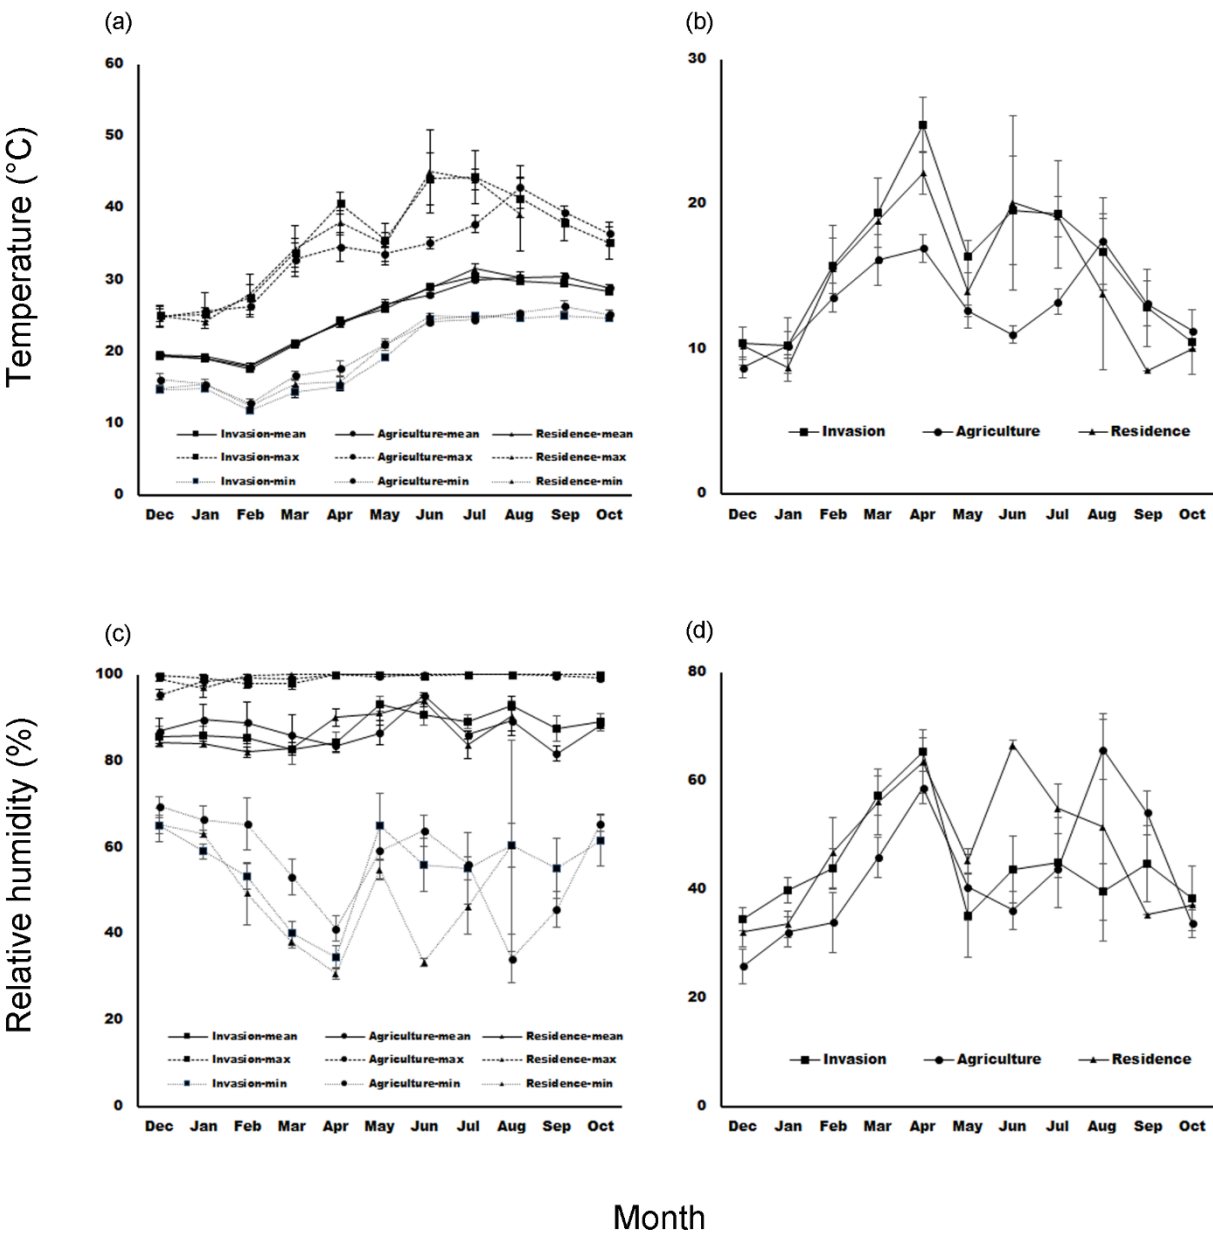 (a)
Temperature (°C)
60
50
40
30
20
10
0
Invasion-mean Agriculture-mean Residence-mean
Invasion-max Agriculture-max Residence-max
Invasion-min Agriculture-min Residence-min
Dec Jan Feb Mar Apr May Jun Jul Aug Sep Oct
(b)
30
20
10
0
Invasion Agriculture Residence
Dec Jan Feb Mar Apr May Jun Jul Aug Sep Oct
(c)
Relative humidity (%)
100
80
60
40
20
0
Invasion-mean Agriculture-mean Residence-mean
Invasion-max Agriculture-max Residence-max
Invasion-min Agriculture-min Residence-min
Dec Jan Feb Mar Apr May Jun Jul Aug Sep Oct
(d)
80
60
40
20
0
Invasion Agriculture Residence
Dec Jan Feb Mar Apr May Jun Jul Aug Sep Oct
Month